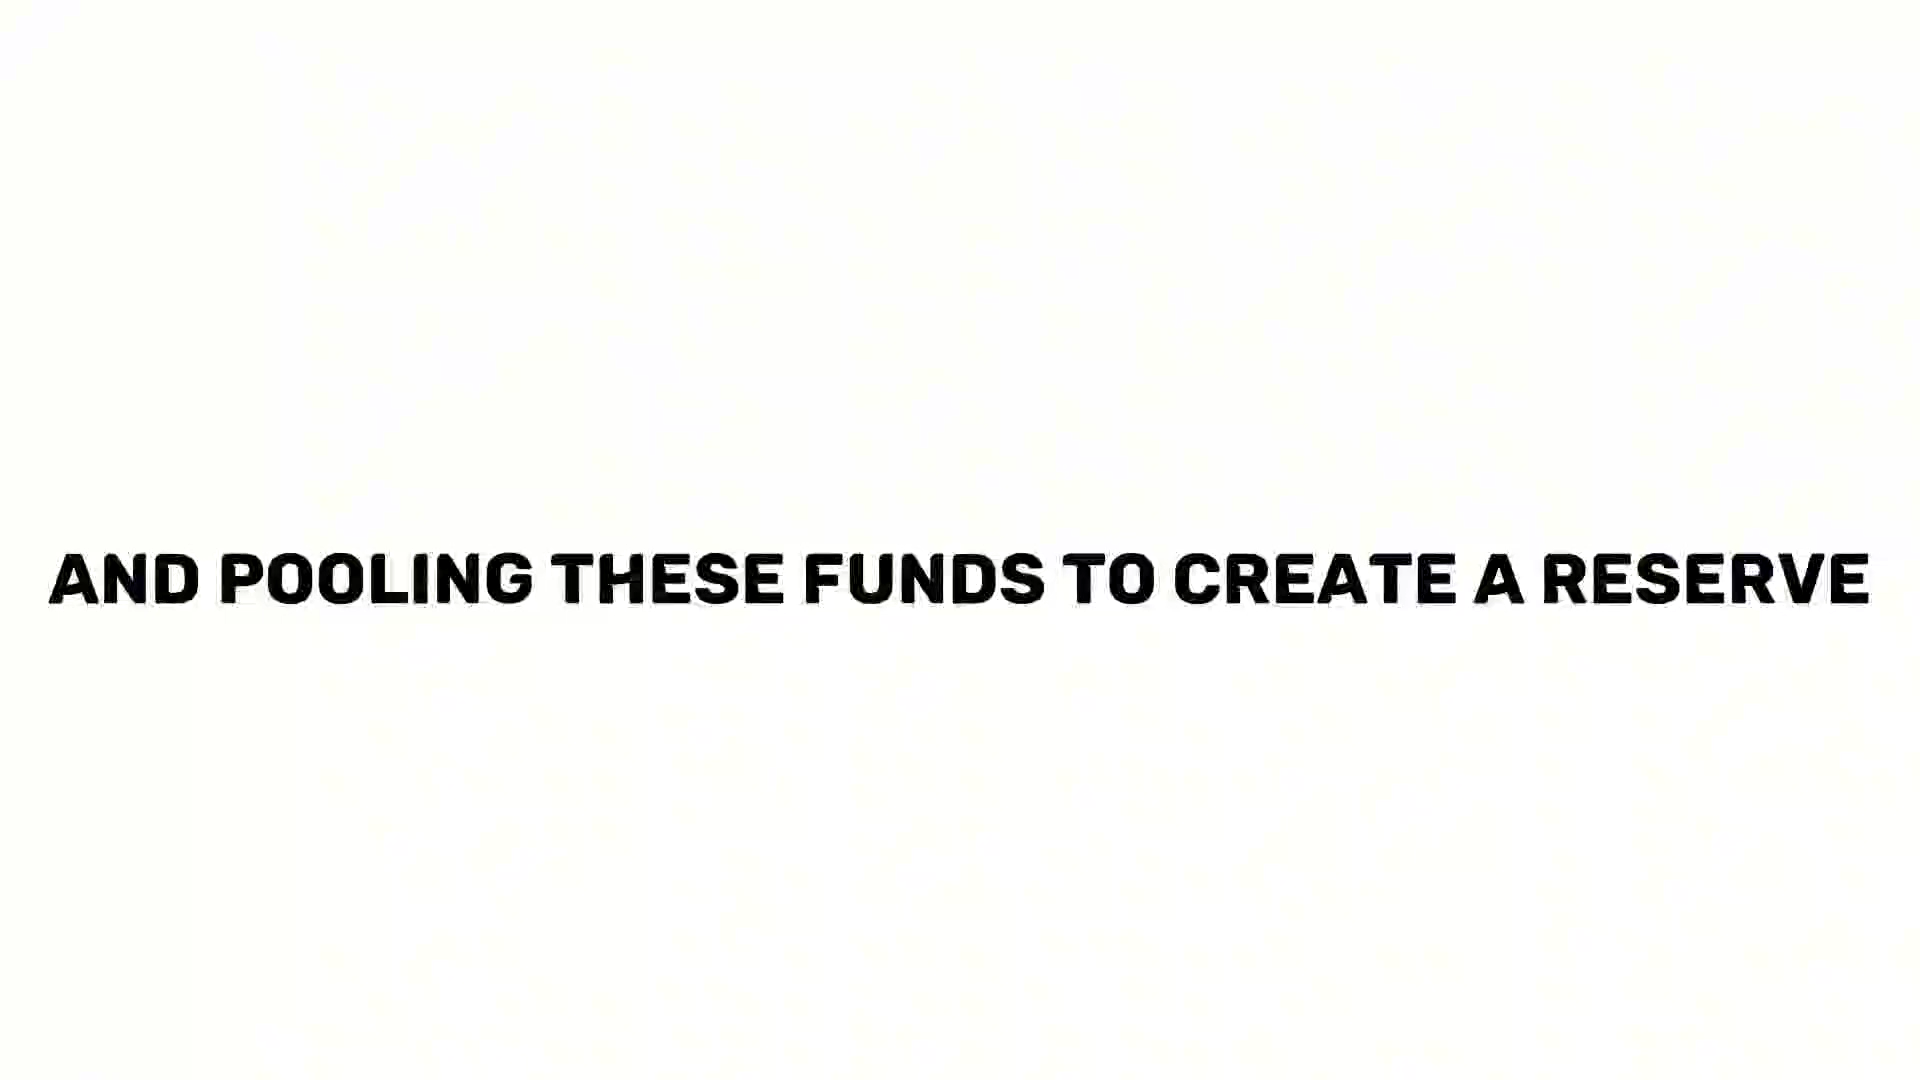 AND POOLING THESE FUNDS TO CREATE A RESERVE